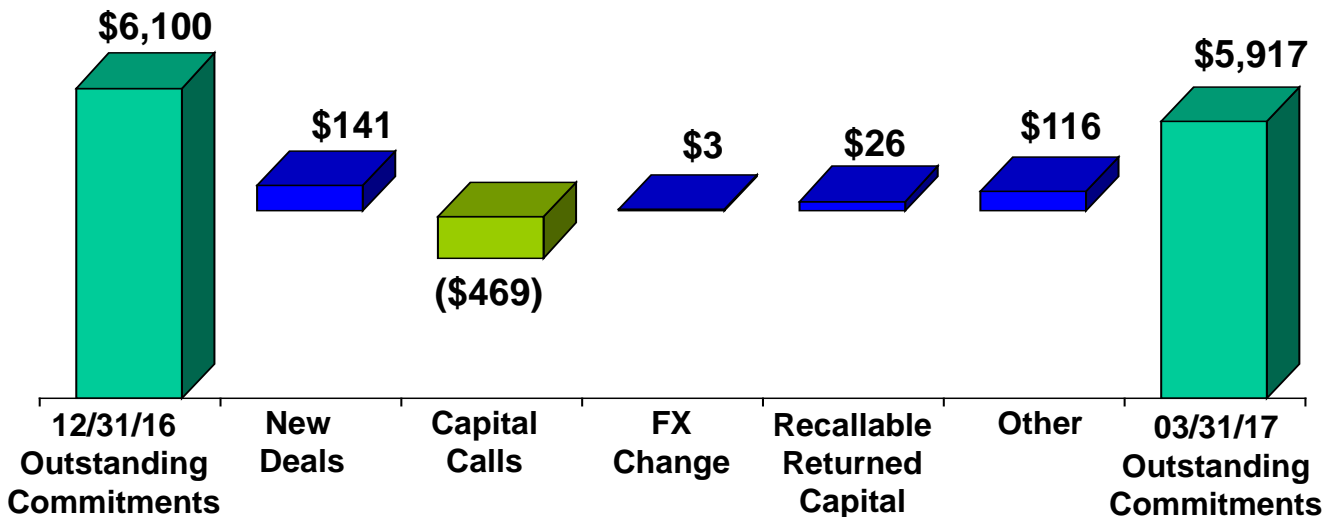 $6,100
$141
($469)
$3
$26
$116
$5,917
12/31/16
Outstanding
Commitments
New
Deals
Capital
Calls
FX
Change
Recallable
Returned
Capital
Other
03/31/17
Outstanding
Commitments